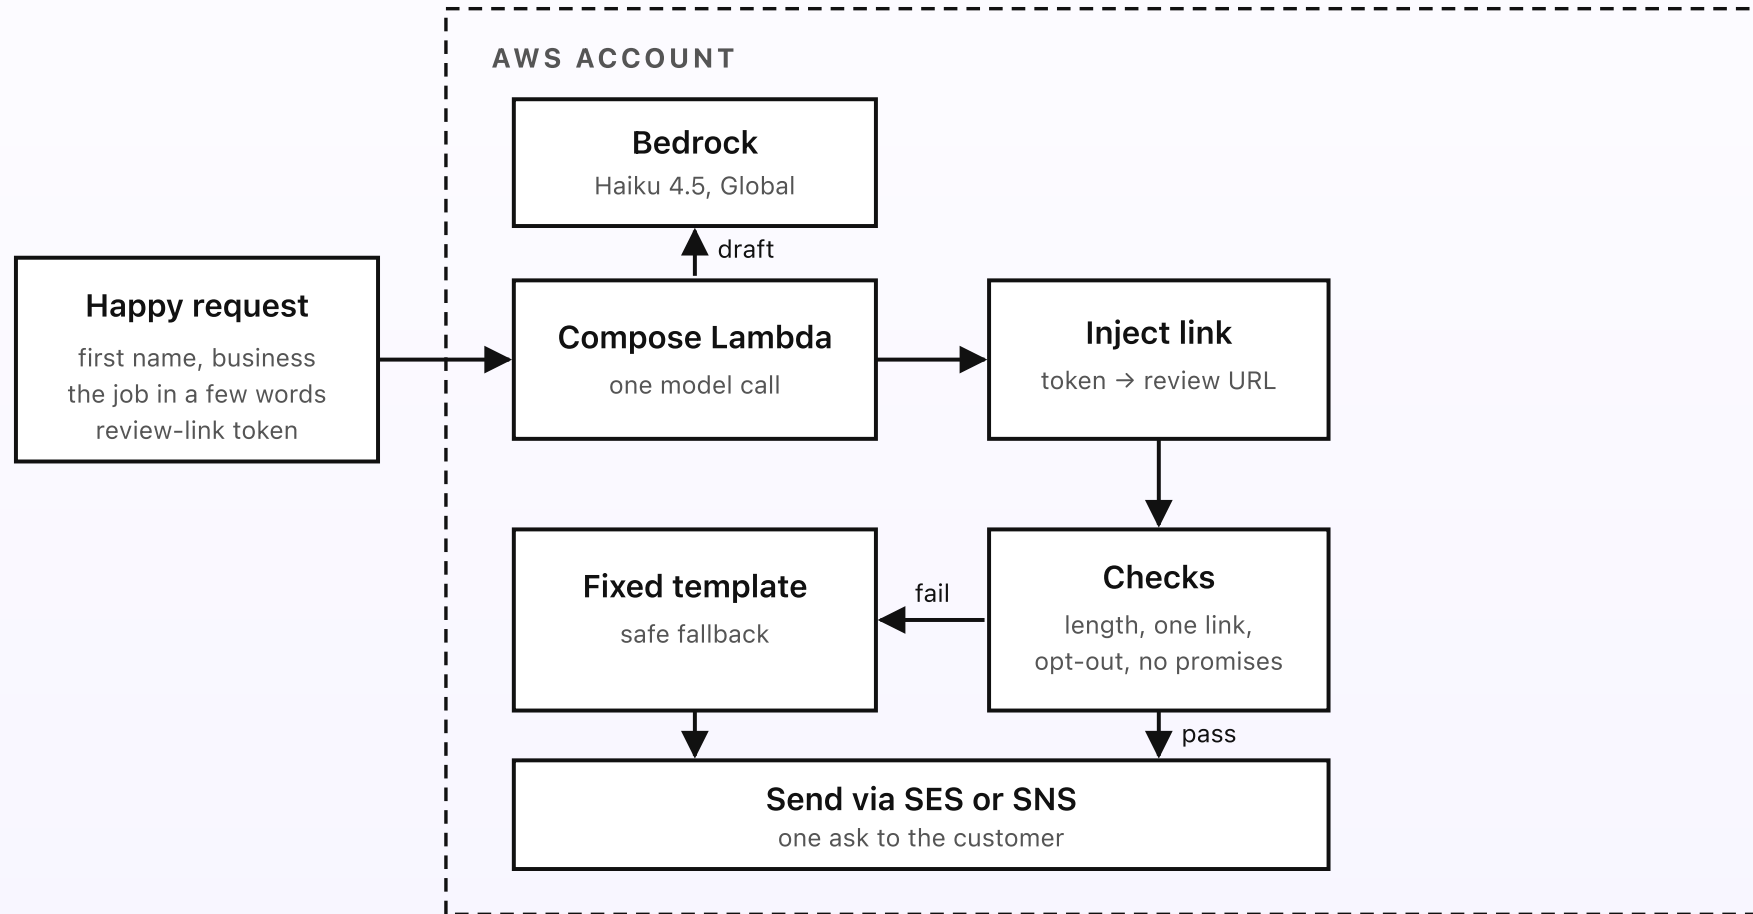 AWS ACCOUNT
Bedrock
Haiku 4.5, Global
draft
Happy request
first name, business
the job in a few words
review-link token
Compose Lambda
one model call
Inject link
token → review URL
Fixed template
safe fallback
fail
Checks
length, one link,
opt-out, no promises
pass
Send via SES or SNS
one ask to the customer